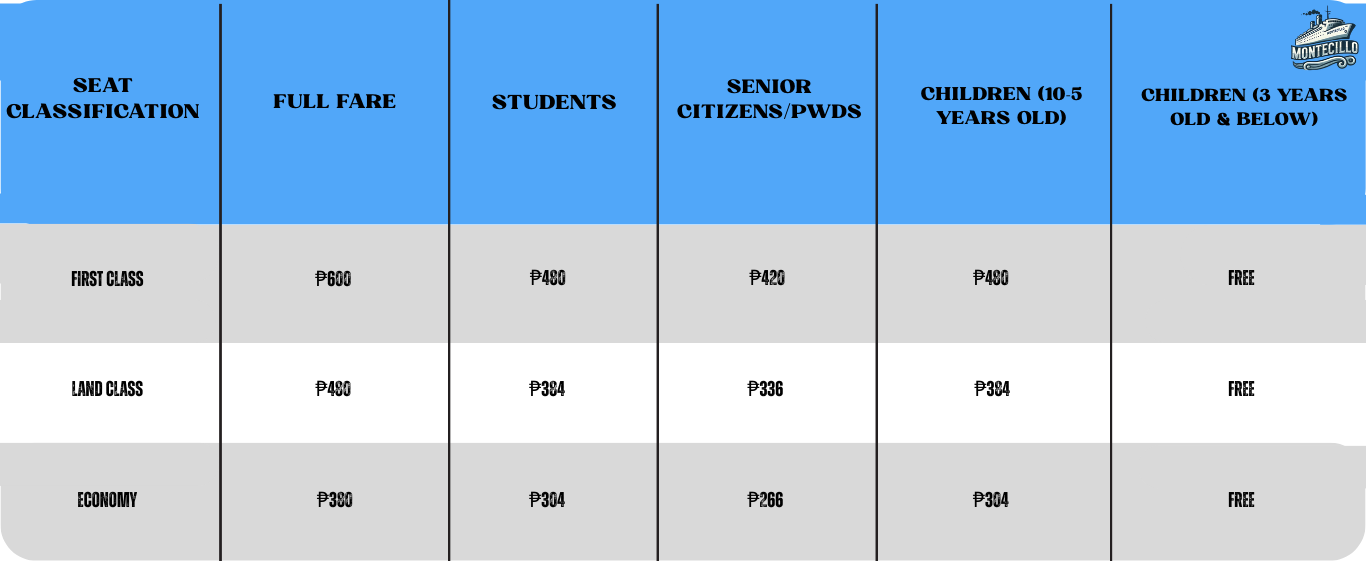 MONTECILLO
SEAT
CLASSIFICATION
FULL FARE
STUDENTS
SENIOR
CITIZENS/PWDS
CHILDREN (10-5
YEARS OLD)
CHILDREN (3 YEARS
OLD & BELOW)
FIRST CLASS
₱600
₱480
₱420
₱480
FREE
LAND CLASS
₱480
₱384
₱336
₱384
FREE
ECONOMY
₱380
₱304
₱266
₱304
FREE